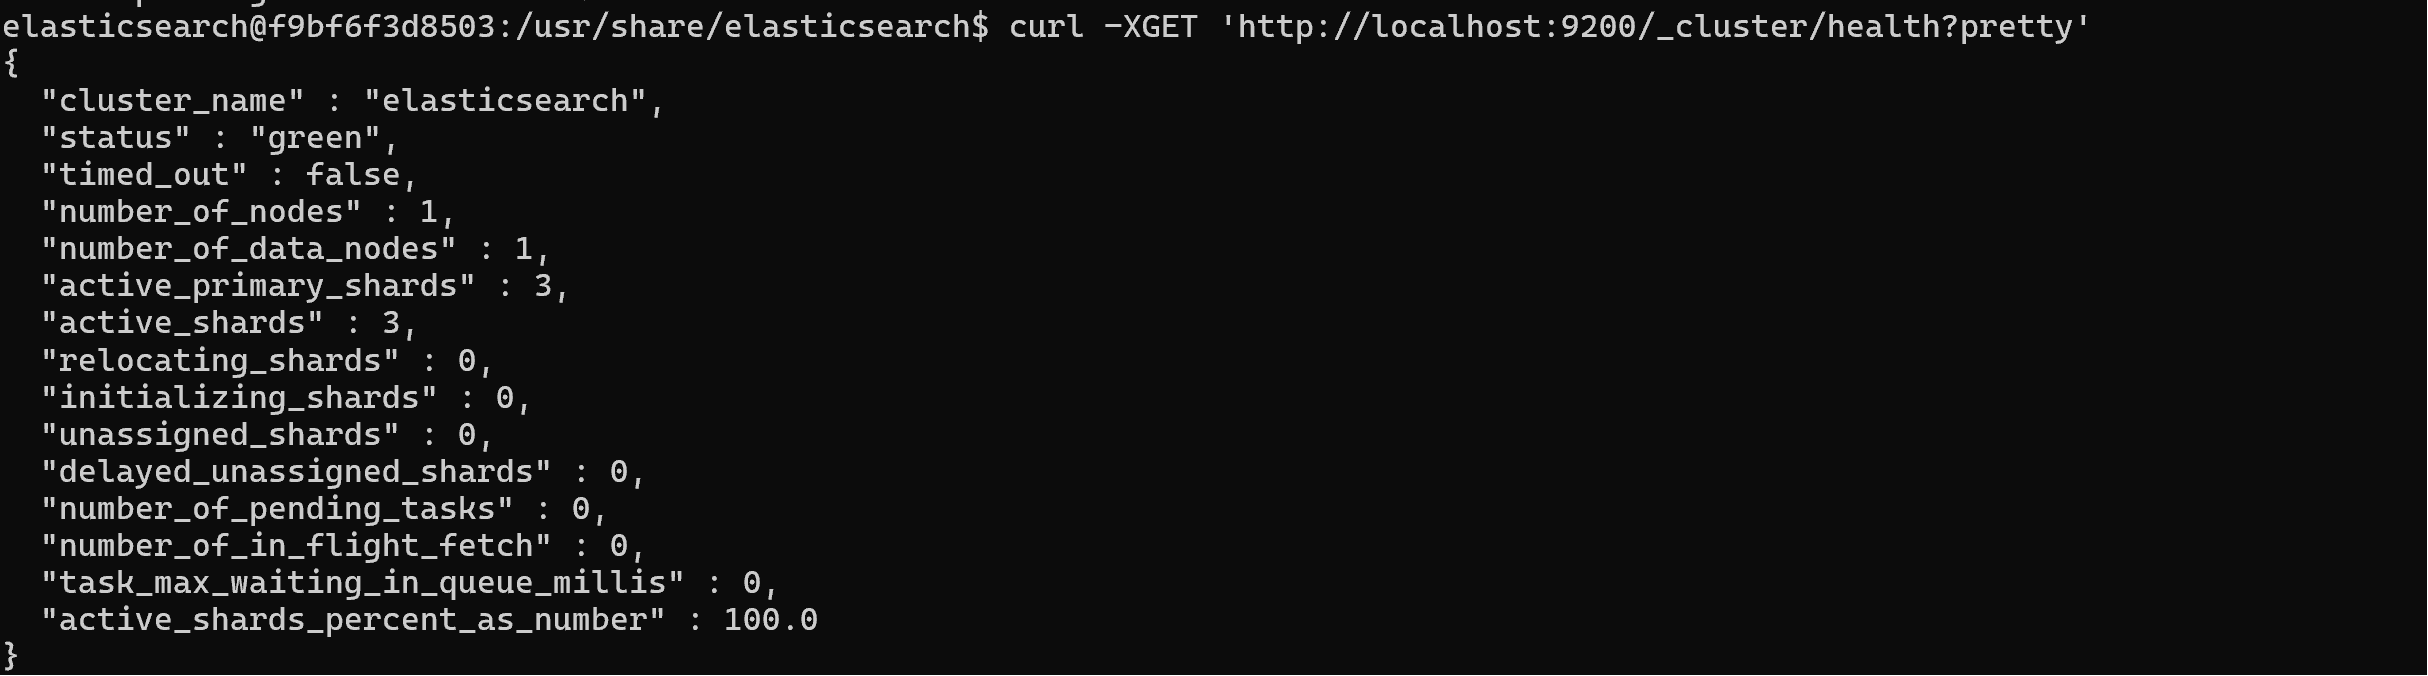 elasticsearch@f9bf6f3d8503:/usr/share/elasticsearch$ curl -XGET 'http://localhost:9200/_cluster/health?pretty'
{
  "cluster_name" : "elasticsearch",
  "status" : "green",
  "timed_out" : false,
  "number_of_nodes" : 1,
  "number_of_data_nodes" : 1,
  "active_primary_shards" : 3,
  "active_shards" : 3,
  "relocating_shards" : 0,
  "initializing_shards" : 0,
  "unassigned_shards" : 0,
  "delayed_unassigned_shards" : 0,
  "number_of_pending_tasks" : 0,
  "number_of_in_flight_fetch" : 0,
  "task_max_waiting_in_queue_millis" : 0,
  "active_shards_percent_as_number" : 100.0
}